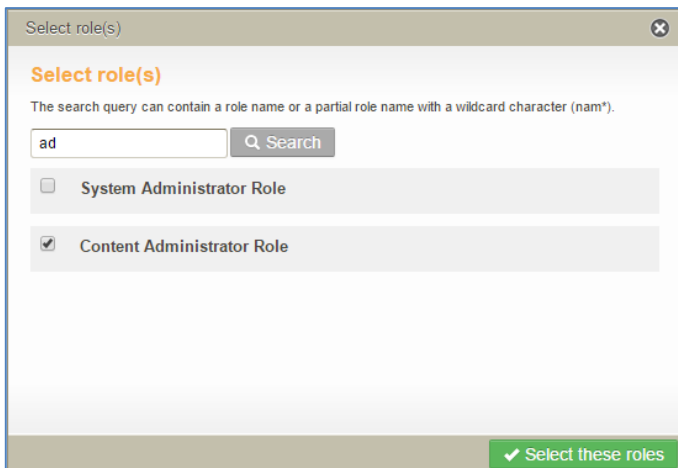 Select role(s)
Select role(s)
The search query can contain a role name or a partial role name with a wildcard character (nam*).
ad Search
System Administrator Role
Content Administrator Role
Select these roles